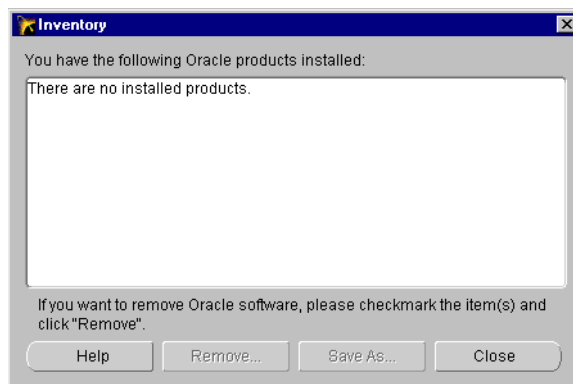 Inventory
You have the following Oracle products installed:
There are no installed products.
If you want to remove Oracle software, please checkmark the item(s) and
click "Remove".
Help Remove... Save As... Close